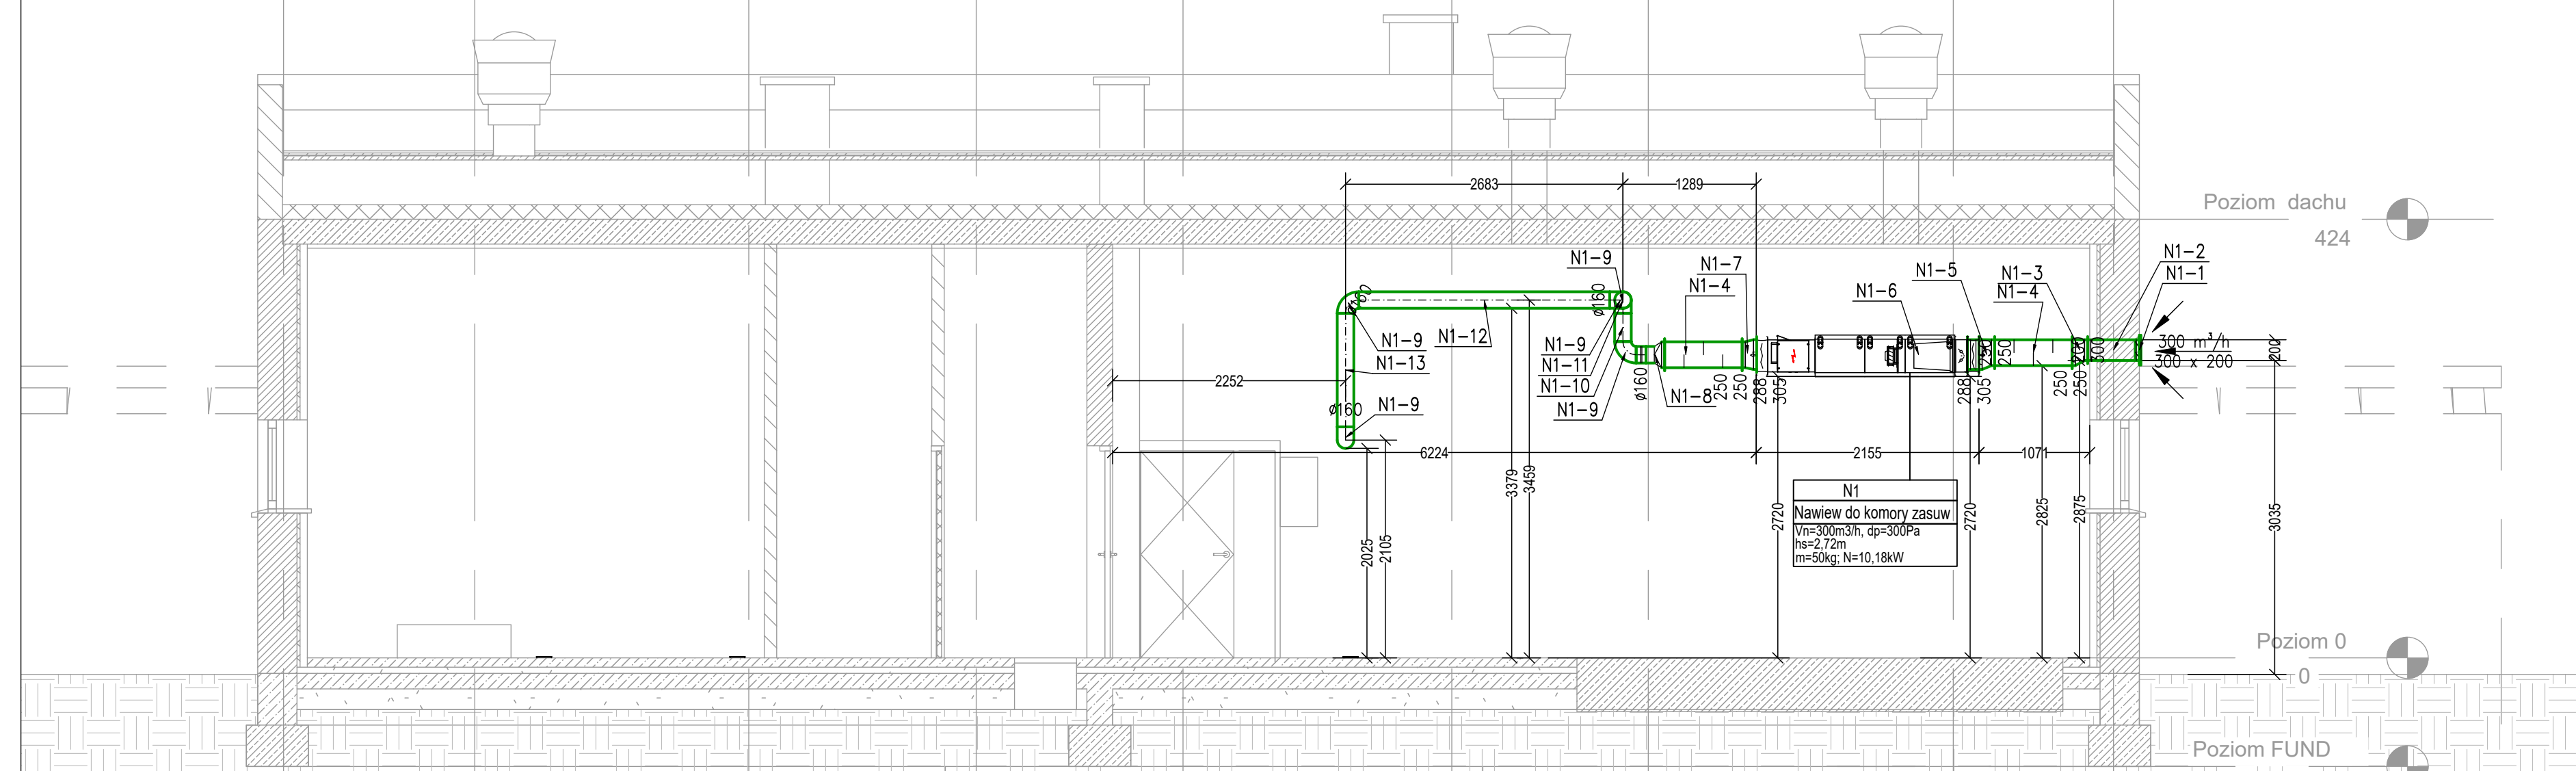 2683
1289
Poziom dachu
424
N1-9
N1-7
N1-4
N1-6
N1-5
N1-3
N1-4
N1-2
N1-1
300 m³/h
300 x 200
200
ø160
ø160
N1-9
N1-13
N1-12
N1-9
N1-11
N1-10
N1-9
ø160
N1-8
250
250
288
305
288
305
250
250
250
250
200
300
2252
ø160
N1-9
6224
2155
1071
3379
3459
2025
2105
2720
2720
2825
2875
3035
N1
Nawiew do komory zasuw
Vn=300m3/h, dp=300Pa
hs=2,72m
m=50kg; N=10,18kW
Poziom 0
0
Poziom FUND